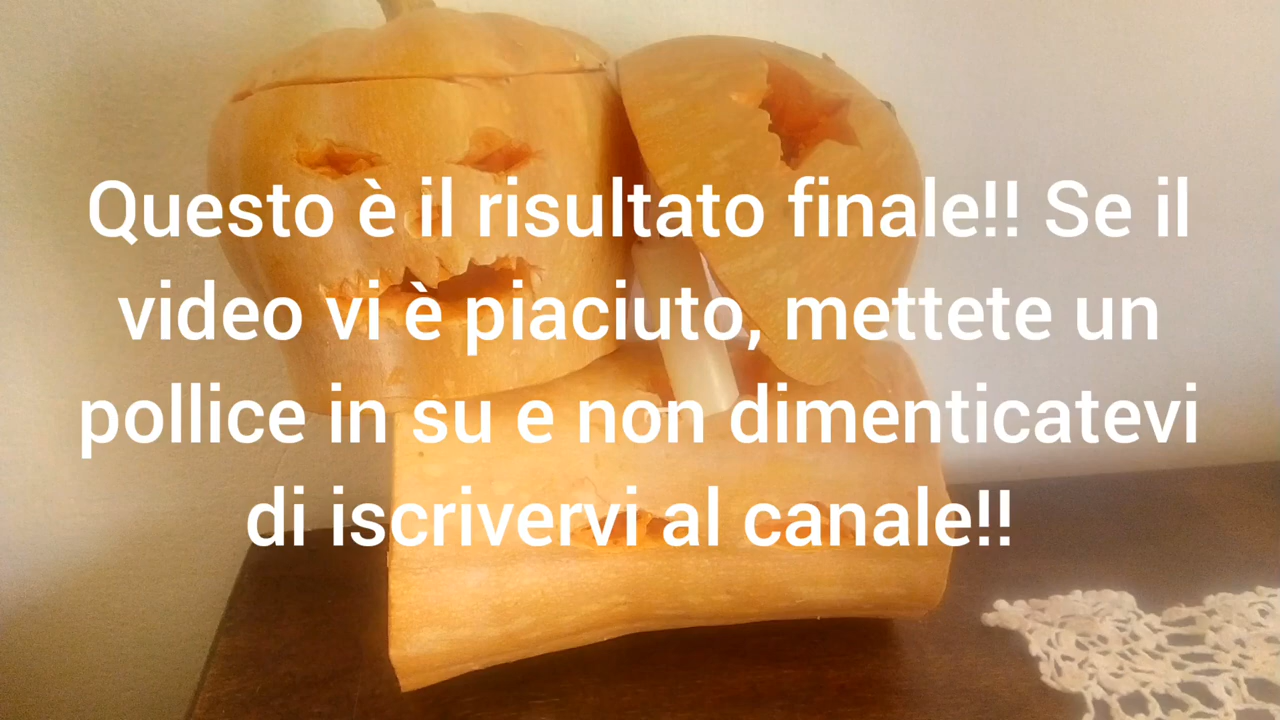 Questo è il risultato finale!! Se il
video vi è piaciuto, mettete un
pollice in su e non dimenticatevi
di iscrivervi al canale!!